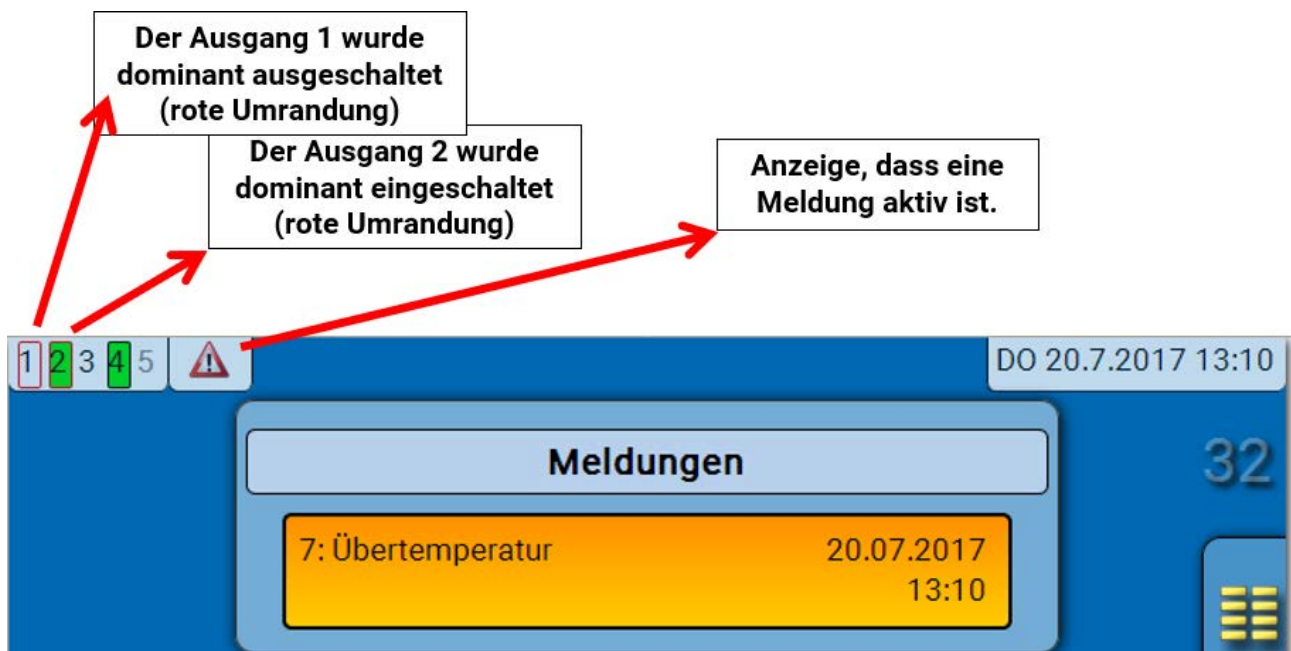 Der Ausgang 1 wurde
dominant ausgeschaltet
(rote Umrandung)
Der Ausgang 2 wurde
dominant eingeschaltet
(rote Umrandung)
Anzeige, dass eine
Meldung aktiv ist.
1 2 3 4 5
DO 20.7.2017 13:10
Meldungen
32
7: Übertemperatur 20.07.2017
13:10